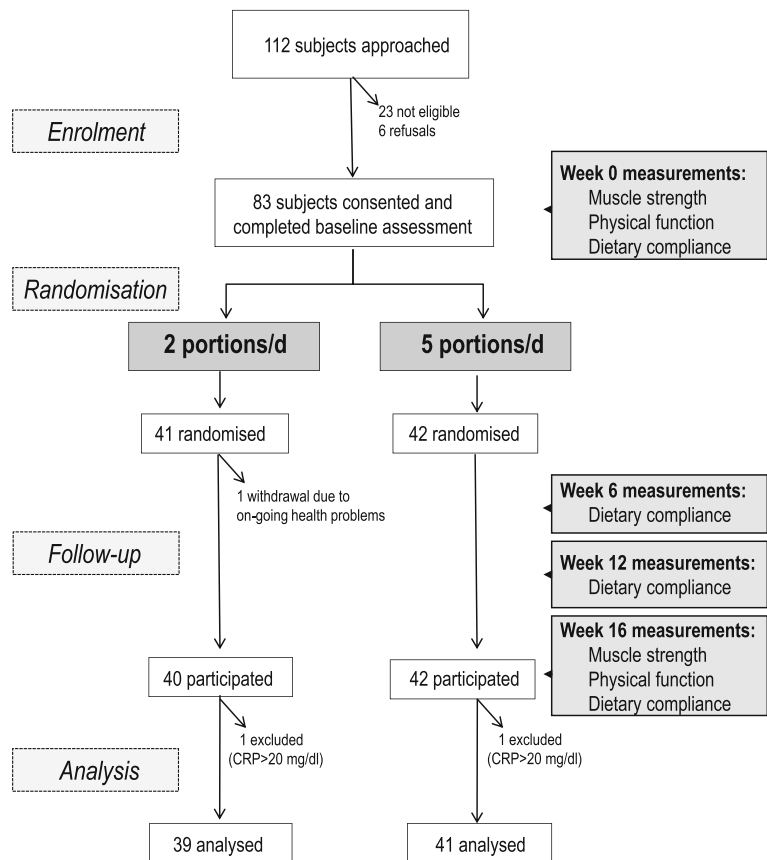 112 subjects approached
23 not eligible
6 refusals
Enrolment
83 subjects consented and
completed baseline assessment
Week 0 measurements:
Muscle strength
Physical function
Dietary compliance
Randomisation
2 portions/d
5 portions/d
41 randomised
42 randomised
1 withdrawal due to
on-going health problems
Week 6 measurements:
Dietary compliance
Follow-up
Week 12 measurements:
Dietary compliance
Week 16 measurements:
Muscle strength
Physical function
Dietary compliance
40 participated
42 participated
1 excluded
(CRP>20 mg/dl)
1 excluded
(CRP>20 mg/dl)
Analysis
39 analysed
41 analysed